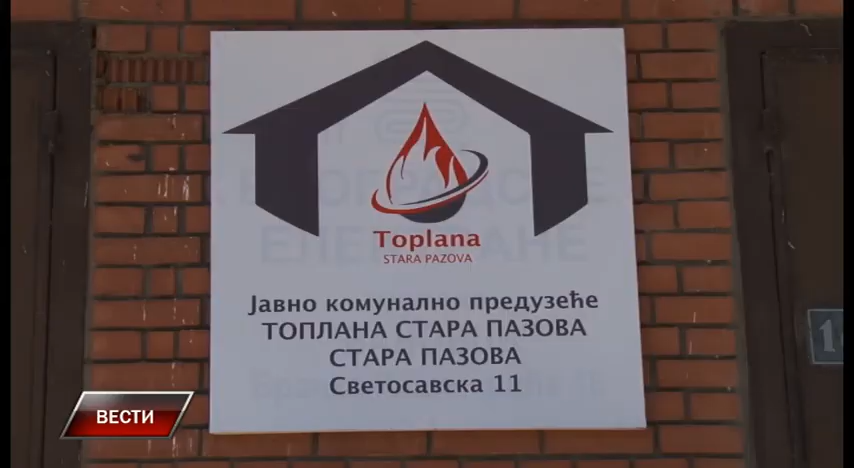 Toplana
STARA PAZOVA
Јавно комунално предузеће
ТОПЛАНА СТАРА ПАЗОВА
СТАРА ПАЗОВА
Светосавска 11
ВЕСТИ